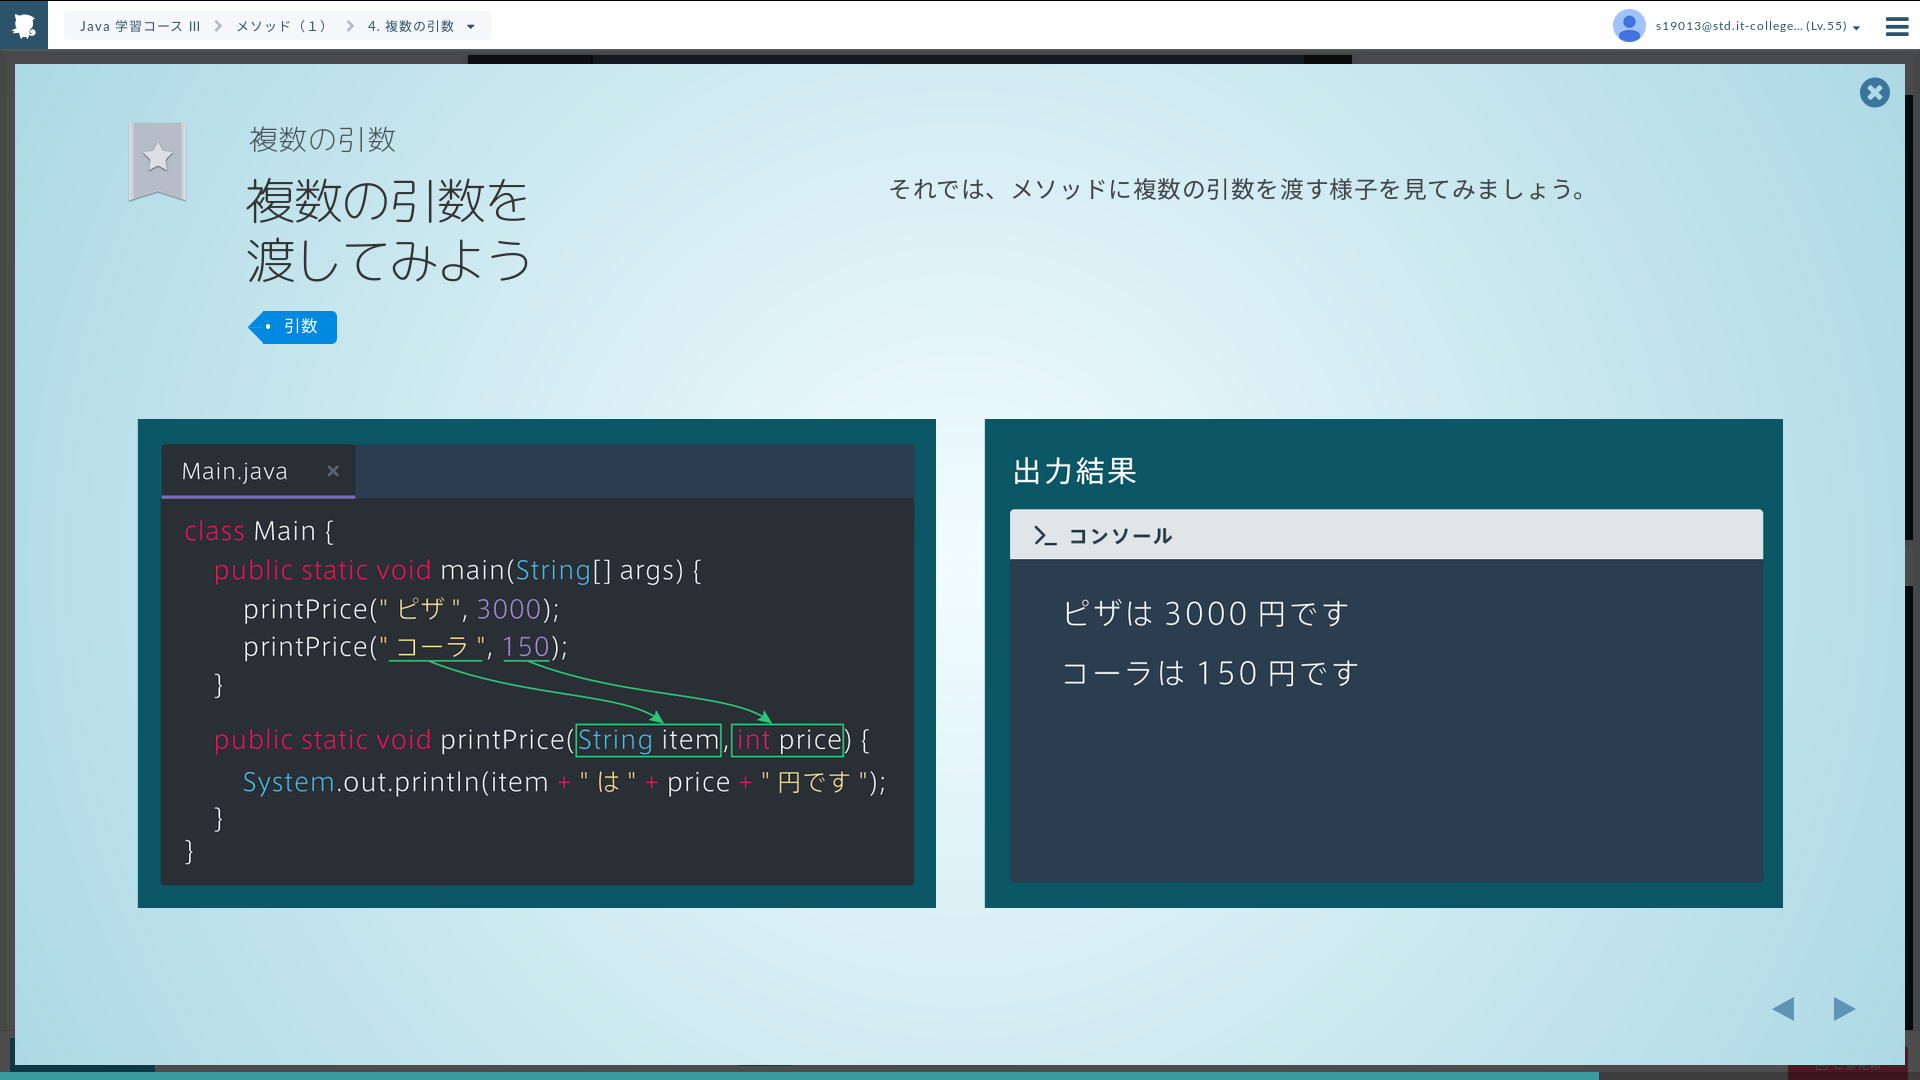 Java 学習コース III
メソッド（１）
4. 複数の引数
s19013@std.it-college... (Lv.55)
複数の引数
複数の引数を
渡してみよう
引数
それでは、メソッドに複数の引数を渡す様子を見てみましょう。
Main.java
class Main {
public static void main(String[] args) {
printPrice(" ピザ ", 3000);
printPrice(" コーラ ", 150);
}
public static void printPrice(String item, int price) {
System.out.println(item + " は " + price + " 円です ");
}
}
出力結果
コンソール
ピザは 3000 円です
コーラは 150 円です